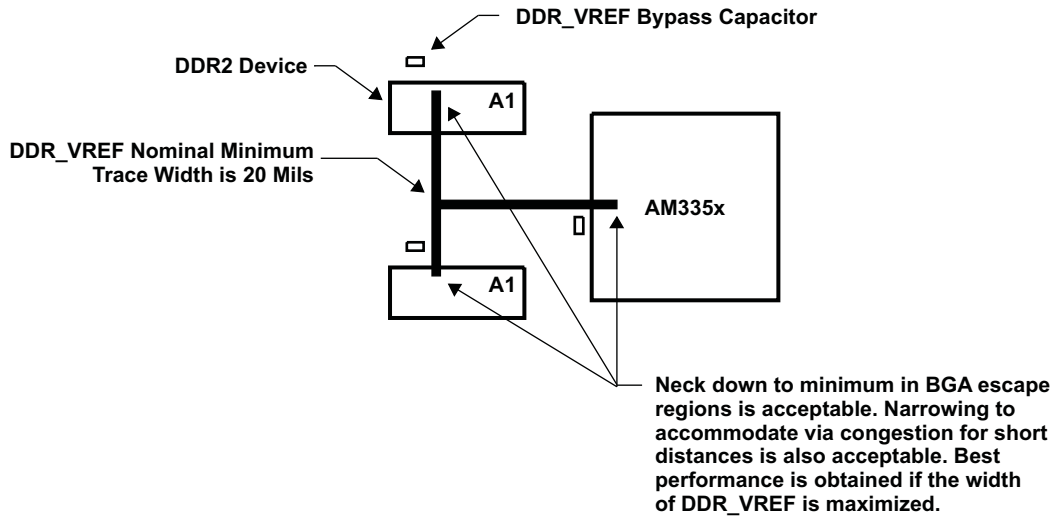 DDR_VREF Bypass Capacitor
DDR2 Device
A1
DDR_VREF Nominal Minimum
Trace Width is 20 Mils
AM335x
A1
Neck down to minimum in BGA escape
regions is acceptable. Narrowing to
accommodate via congestion for short
distances is also acceptable. Best
performance is obtained if the width
of DDR_VREF is maximized.